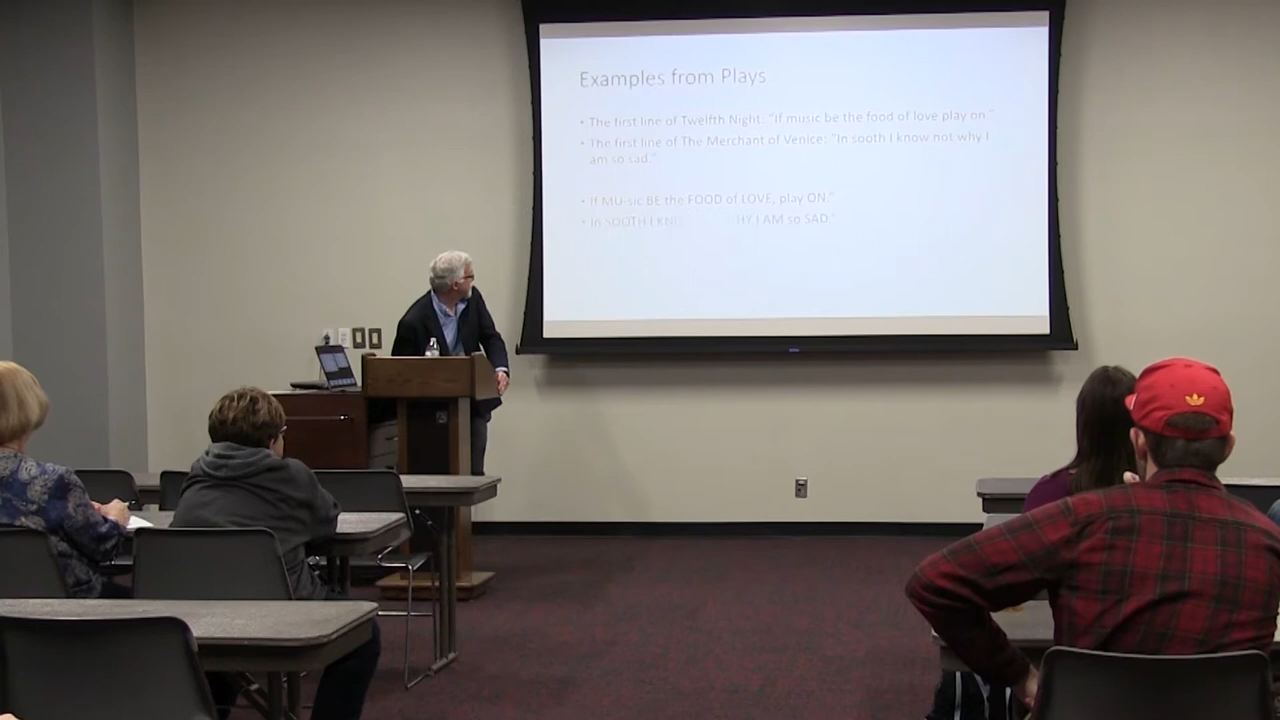 Examples from Plays
• The first line of Twelfth Night: "If music be the food of love play on."
• The first line of The Merchant of Venice: "In sooth I know not why I
am so sad."
• If MU-sic BE the FOOD of LOVE, play ON."
• In SOOTH I HY I AM so SAD"